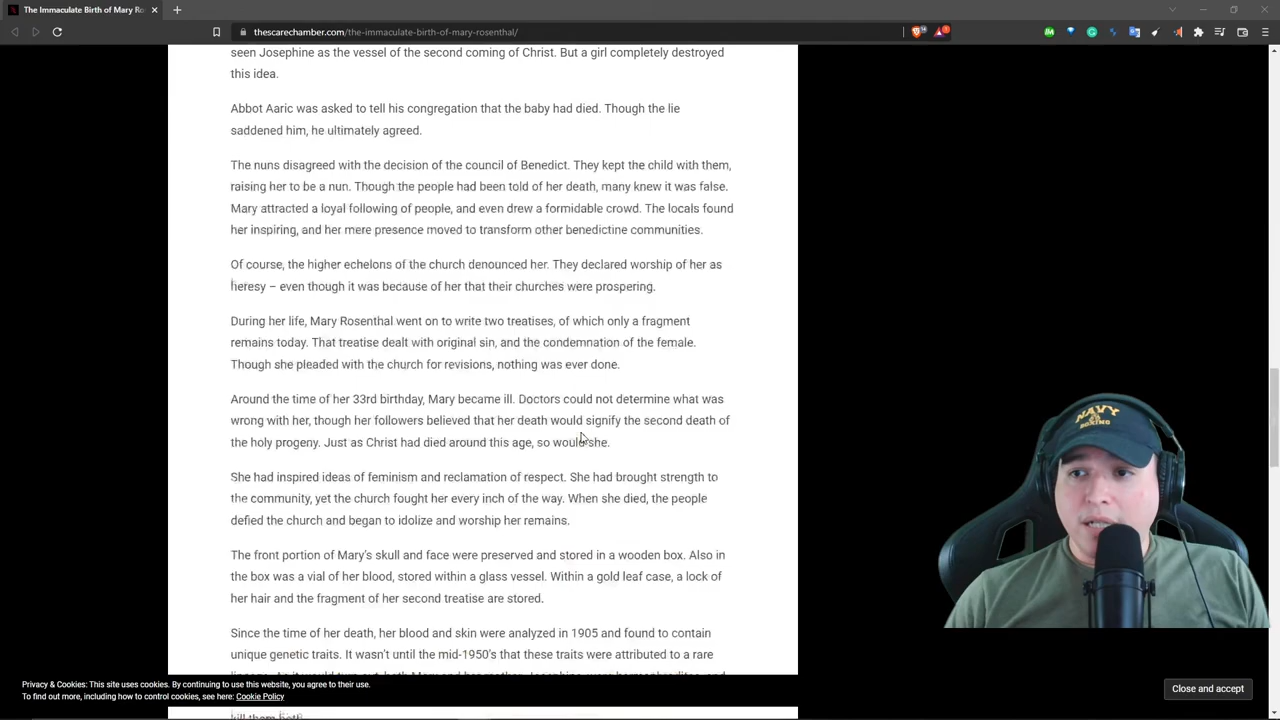 The Immaculate Birth of Mary Ro
thescarechamber.com/the-immaculate-birth-of-mary-rosenthal/
seen Josephine as the vessel of the second coming of Christ. But a girl completely destroyed
this idea.
Abbot Aaric was asked to tell his congregation that the baby had died. Though the lie
saddened him, he ultimately agreed.
The nuns disagreed with the decision of the council of Benedict. They kept the child with them,
raising her to be a nun. Though the people had been told of her death, many knew it was false.
Mary attracted a loyal following of people, and even drew a formidable crowd. The locals found
her inspiring, and her mere presence moved to transform other benedictine communities.
Of course, the higher echelons of the church denounced her. They declared worship of her as
heresy – even though it was because of her that their churches were prospering.
During her life, Mary Rosenthal went on to write two treatises, of which only a fragment
remains today. That treatise dealt with original sin, and the condemnation of the female.
Though she pleaded with the church for revisions, nothing was ever done.
Around the time of her 33rd birthday, Mary became ill. Doctors could not determine what was
wrong with her, though her followers believed that her death would signify the second death of
the holy progeny. Just as Christ had died around this age, so would she.
NAVY
BOXING
She had inspired ideas of feminism and reclamation of respect. She had brought strength to
the community, yet the church fought her every inch of the way. When she died, the people
defied the church and began to idolize and worship her remains.
The front portion of Mary's skull and face were preserved and stored in a wooden box. Also in
the box was a vial of her blood, stored within a glass vessel. Within a gold leaf case, a lock of
her hair and the fragment of her second treatise are stored.
Since the time of her death, her blood and skin were analyzed in 1905 and found to contain
unique genetic traits. It wasn't until the mid-1950's that these traits were attributed to a rare
Privacy & Cookies: This site uses cookies. By continuing to use this website, you agree to their use.
To find out more, including how to control cookies, see here: Cookie Policy
Close and accept
kill them both